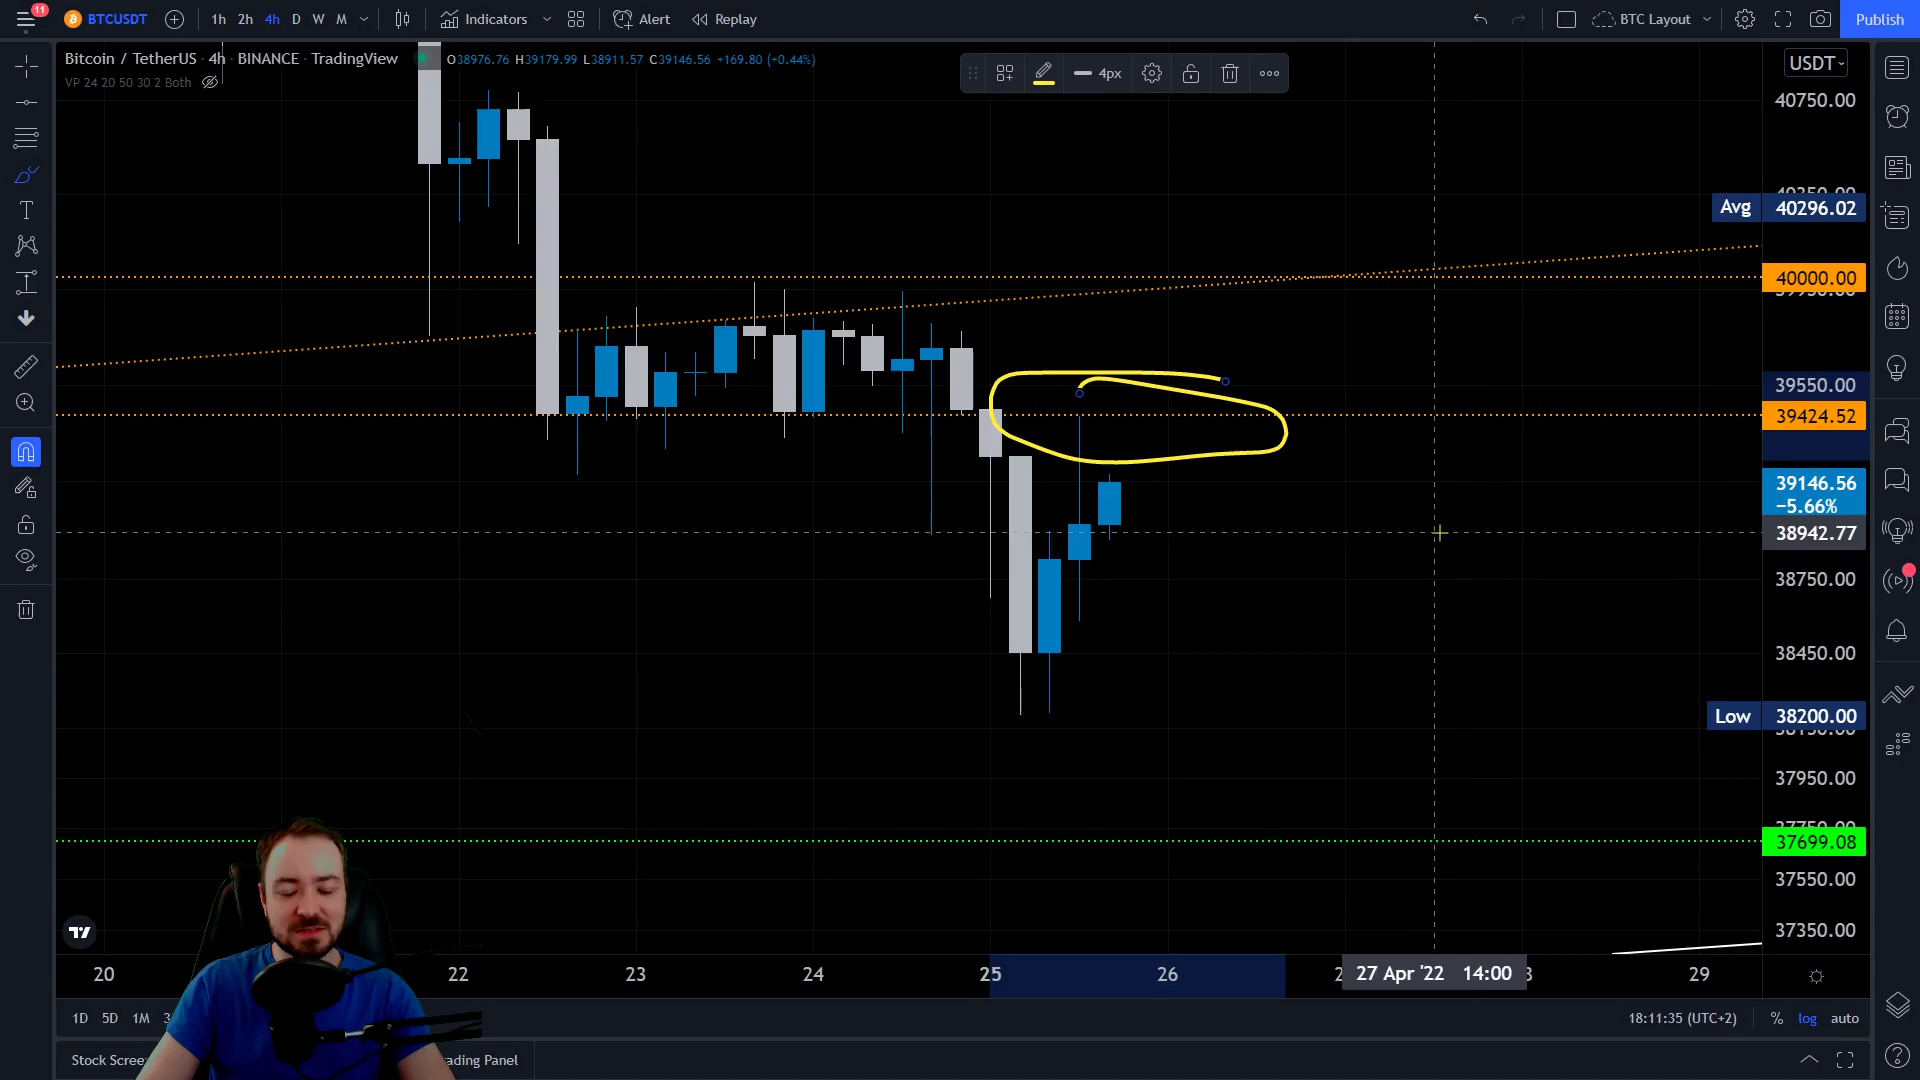 11
BTCUSDT
1h 2h 4h D W M
Indicators
Alert
Replay
BTC Layout
Publish
Bitcoin / TetherUS · 4h · BINANCE · TradingView
O38976.76 H39179.99 L38911.57 C39146.56 +169.80 (+0.44%)
VP 24 20 50 30 2 Both
4px
USDT
40750.00
Avg 40296.02
40000.00
39550.00
39424.52
39146.56
−5.66%
38942.77
38750.00
38450.00
Low 38200.00
37950.00
37699.08
37550.00
37350.00
20 22 23 24 25 26 27 Apr '22 14:00 29
1D 5D 1M
18:11:35 (UTC+2)
% log auto
Stock Scree
ading Panel